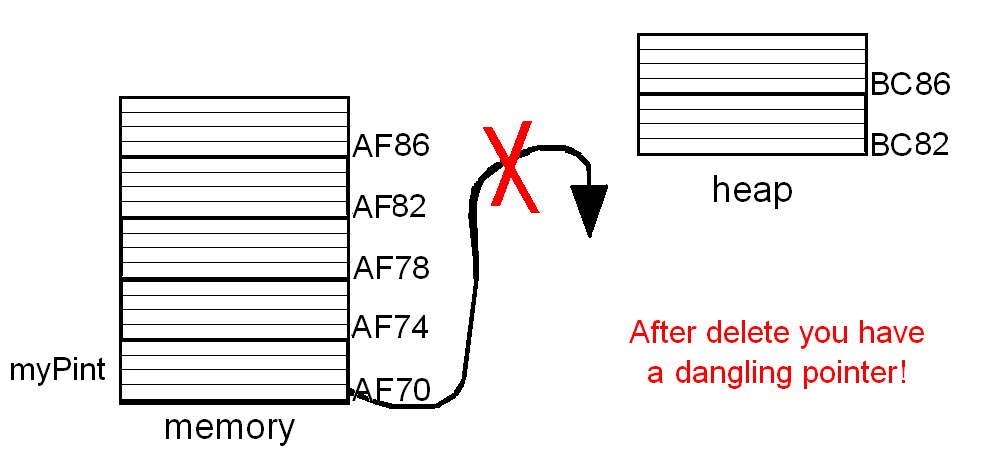 BC86
BC82
heap
AF86
AF82
AF78
AF74
myPint
AF70
memory
After delete you have
a dangling pointer!